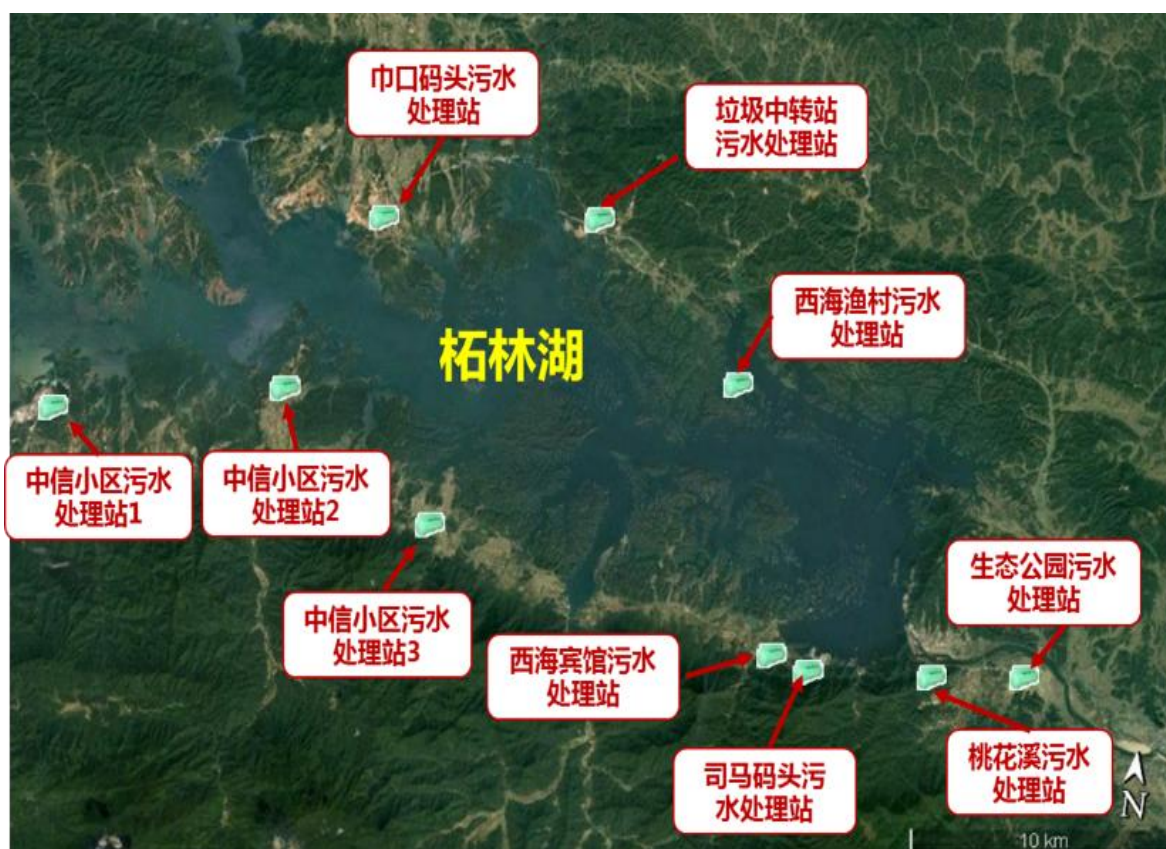 巾口码头污水
处理站
垃圾中转站
污水处理站
西海渔村污水
处理站
柘林湖
中信小区污水
处理站1
中信小区污水
处理站2
中信小区污水
处理站3
生态公园污水
处理站
西海宾馆污水
处理站
司马码头污
水处理站
桃花溪污水
处理站
N
10 km